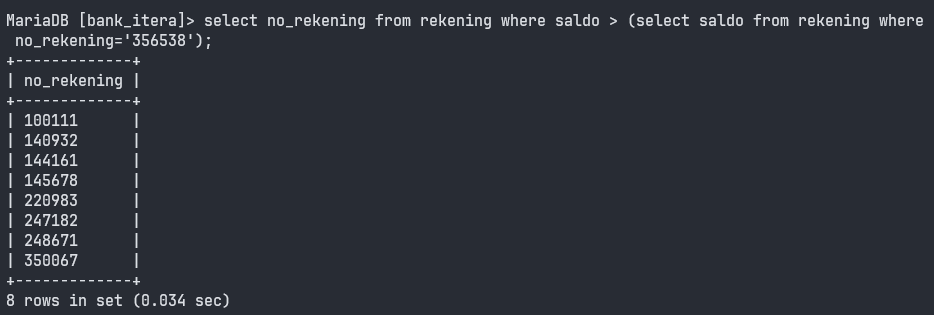 MariaDB [bank_itera]> select no_rekening from rekening where saldo > (select saldo from rekening where
 no_rekening='356538');
+-------------+
| no_rekening |
+-------------+
| 100111      |
| 140932      |
| 144161      |
| 145678      |
| 220983      |
| 247182      |
| 248671      |
| 350067      |
+-------------+
8 rows in set (0.034 sec)